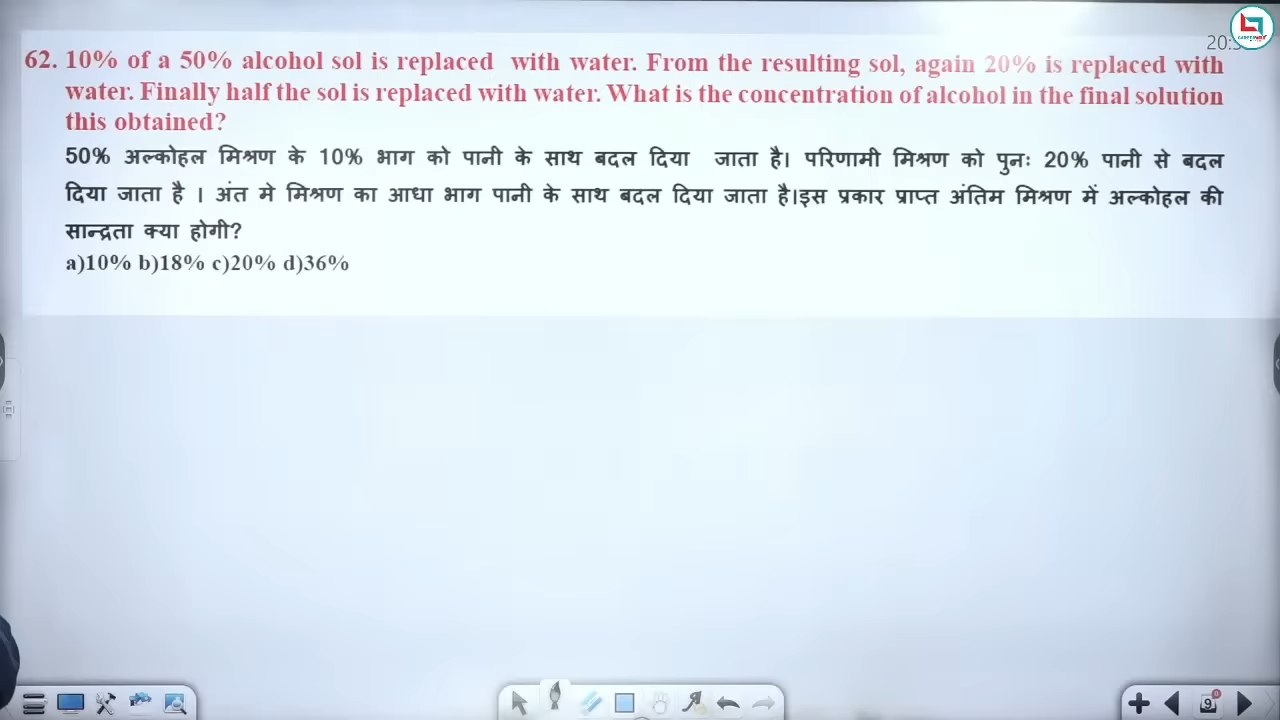 20:
62. 10% of a 50% alcohol sol is replaced with water. From the resulting sol, again 20% is replaced with
water. Finally half the sol is replaced with water. What is the concentration of alcohol in the final solution
this obtained?
50% अल्कोहल मिश्रण के 10% भाग को पानी के साथ बदल दिया जाता है। परिणामी मिश्रण को पुनः 20% पानी से बदल
दिया जाता है । अंत मे मिश्रण का आधा भाग पानी के साथ बदल दिया जाता है।इस प्रकार प्राप्त अंतिम मिश्रण में अल्कोहल की
सान्द्रता क्या होगी?
a)10% b)18% c)20% d)36%
9